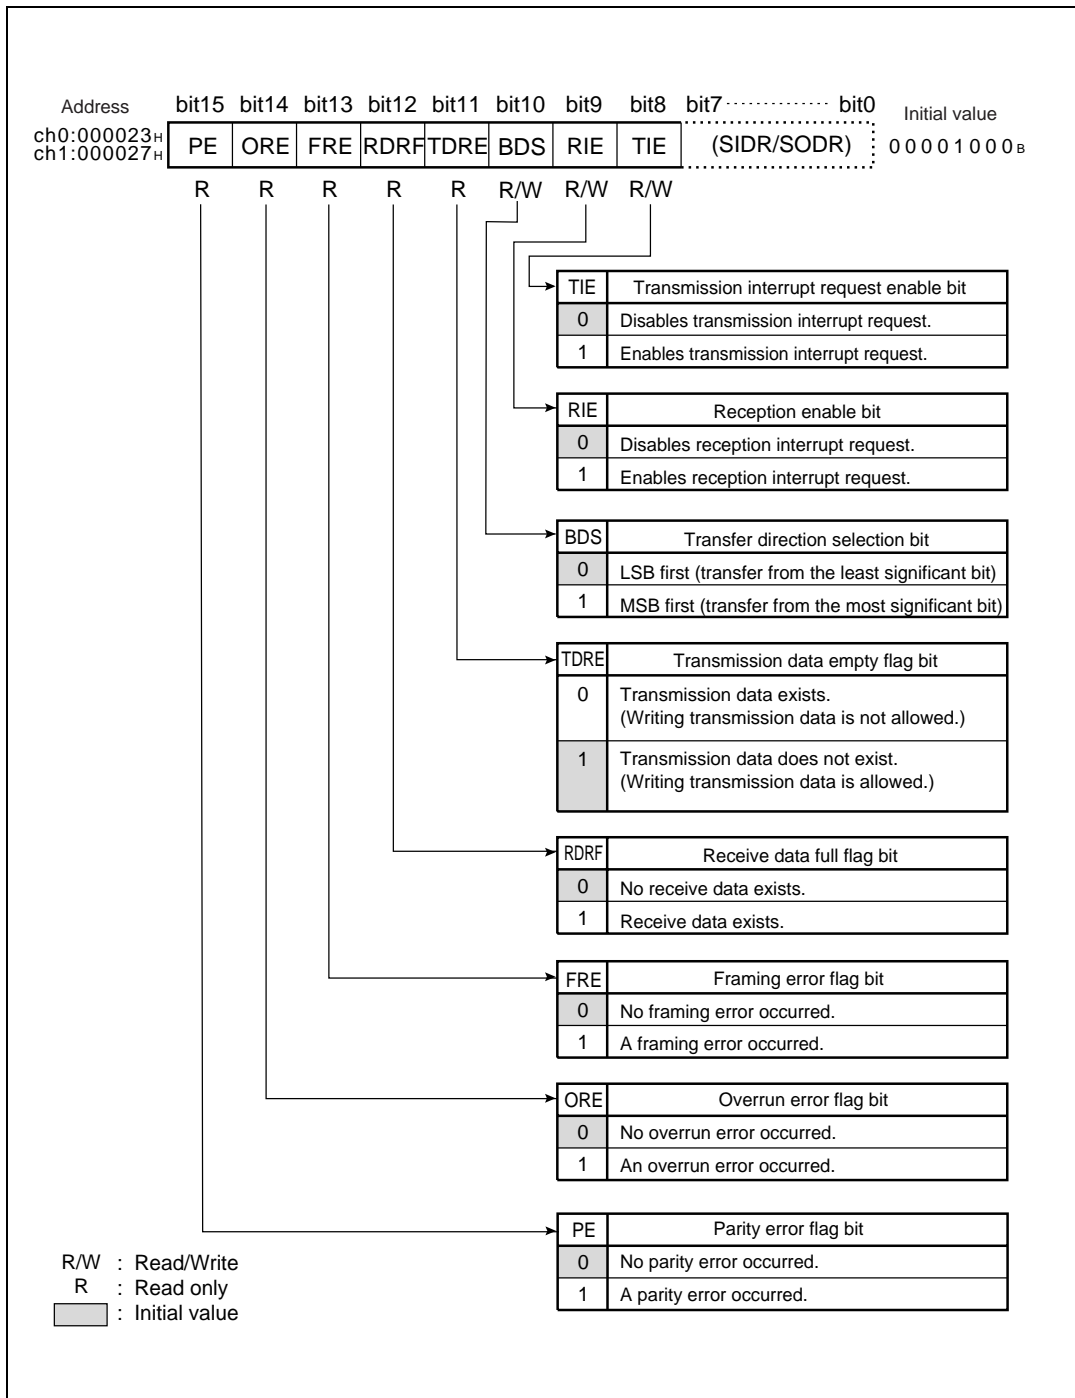 Address bit15 bit14 bit13 bit12 bit11 bit10 bit9 bit8 bit7 bit0 Initial value
ch0:000023H
ch1:000027H
PE ORE FRE RDRF TDRE BDS RIE TIE (SIDR/SODR) 00001000B
R R R R R R/W R/W R/W
TIE Transmission interrupt request enable bit
0 Disables transmission interrupt request.
1 Enables transmission interrupt request.
RIE Reception enable bit
0 Disables reception interrupt request.
1 Enables reception interrupt request.
BDS Transfer direction selection bit
0 LSB first (transfer from the least significant bit)
1 MSB first (transfer from the most significant bit)
TDRE Transmission data empty flag bit
0 Transmission data exists.
(Writing transmission data is not allowed.)
1 Transmission data does not exist.
(Writing transmission data is allowed.)
RDRF Receive data full flag bit
0 No receive data exists.
1 Receive data exists.
FRE Framing error flag bit
0 No framing error occurred.
1 A framing error occurred.
ORE Overrun error flag bit
0 No overrun error occurred.
1 An overrun error occurred.
PE Parity error flag bit
0 No parity error occurred.
1 A parity error occurred.
R/W : Read/Write
R : Read only
: Initial value